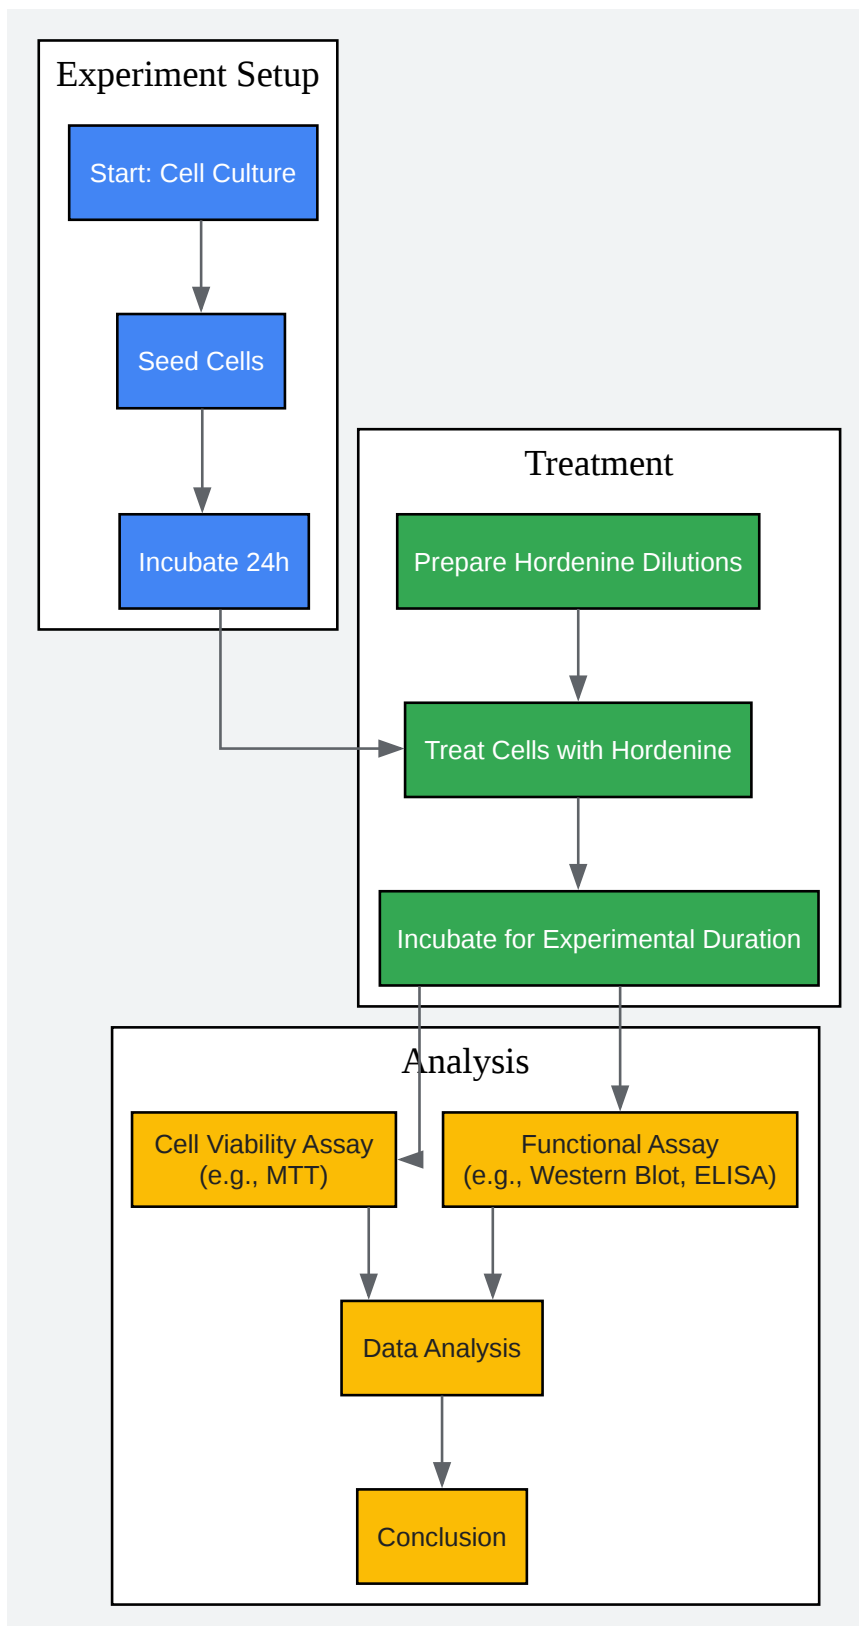 Experiment Setup
Start: Cell Culture
Seed Cells
Incubate 24h
Treatment
Prepare Hordenine Dilutions
Treat Cells with Hordenine
Incubate for Experimental Duration
Analysis
Cell Viability Assay
(e.g., MTT)
Functional Assay
(e.g., Western Blot, ELISA)
Data Analysis
Conclusion